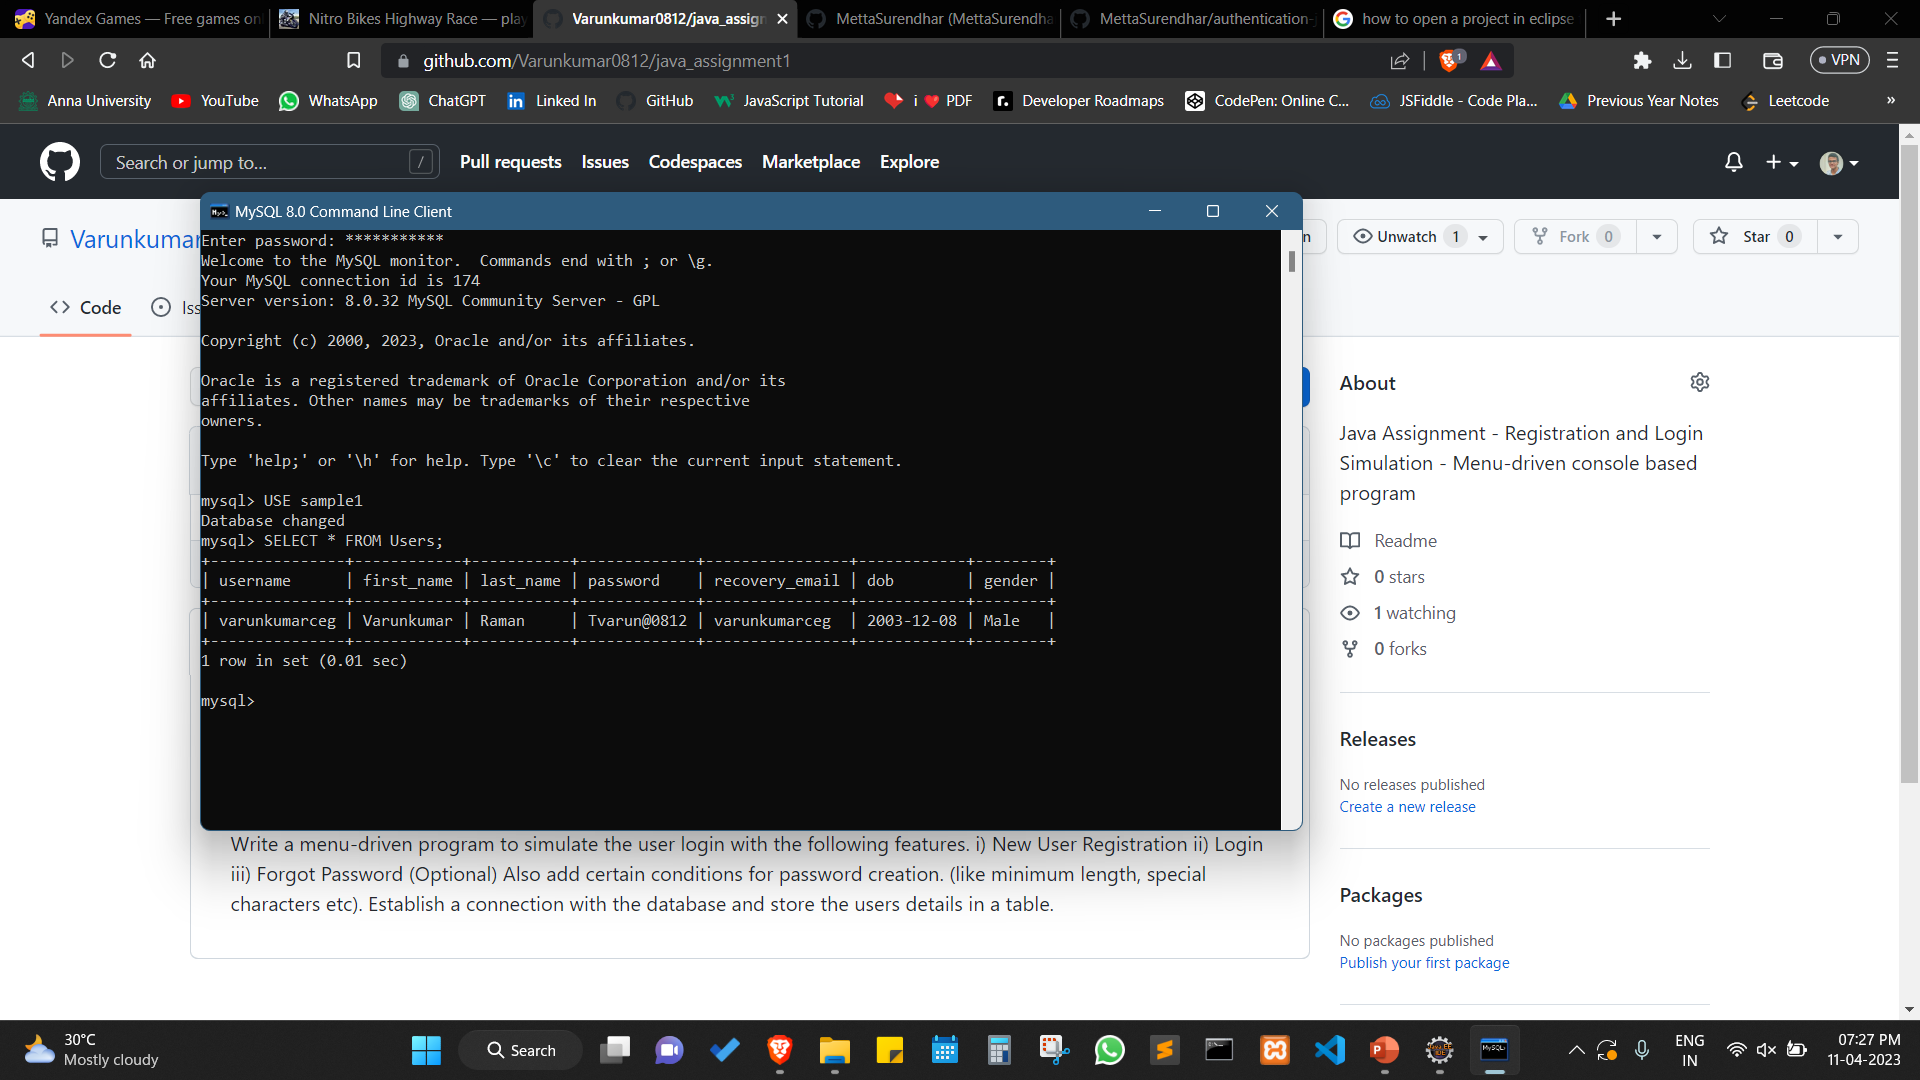 Yandex Games — Free games on
Nitro Bikes Highway Race — play
Varunkumar0812/java_assign
MettaSurendhar (MettaSurendha
MettaSurendhar/authentication-
how to open a project in eclipse
github.com/Varunkumar0812/java_assignment1
1
VPN
Anna University
YouTube
WhatsApp
ChatGPT
Linked In
GitHub
JavaScript Tutorial
i ❤ PDF
Developer Roadmaps
CodePen: Online C...
JSFiddle - Code Pla...
Previous Year Notes
Leetcode
»
Search or jump to...
/
Pull requests
Issues
Codespaces
Marketplace
Explore
Varunkumar
n
Unwatch 1
Fork 0
Star 0
Code
Iss
MySQL 8.0 Command Line Client
Enter password: ***********
Welcome to the MySQL monitor.  Commands end with ; or \g.
Your MySQL connection id is 174
Server version: 8.0.32 MySQL Community Server - GPL
Copyright (c) 2000, 2023, Oracle and/or its affiliates.
Oracle is a registered trademark of Oracle Corporation and/or its
affiliates. Other names may be trademarks of their respective
owners.
Type 'help;' or '\h' for help. Type '\c' to clear the current input statement.
mysql> USE sample1
Database changed
mysql> SELECT * FROM Users;
+---------------+------------+-----------+-------------+----------------+------------+--------+
| username      | first_name | last_name | password    | recovery_email | dob        | gender |
+---------------+------------+-----------+-------------+----------------+------------+--------+
| varunkumarceg | Varunkumar | Raman     | Tvarun@0812 | varunkumarceg  | 2003-12-08 | Male   |
+---------------+------------+-----------+-------------+----------------+------------+--------+
1 row in set (0.01 sec)
mysql>
Write a menu-driven program to simulate the user login with the following features. i) New User Registration ii) Login
iii) Forgot Password (Optional) Also add certain conditions for password creation. (like minimum length, special
characters etc). Establish a connection with the database and store the users details in a table.
About
Java Assignment - Registration and Login
Simulation - Menu-driven console based
program
Readme
0 stars
1 watching
0 forks
Releases
No releases published
Create a new release
Packages
No packages published
Publish your first package
30°C
Mostly cloudy
Search
MySQL
ENG
IN
07:27 PM
11-04-2023